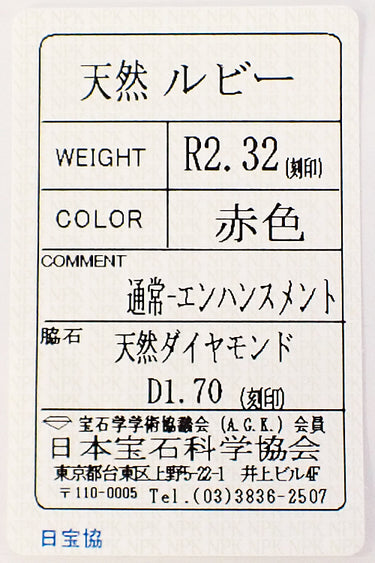 天然 ルビー
WEIGHT R2.32 (刻印)
COLOR 赤色
COMMENT
通常-エンハンスメント
脇石 天然ダイヤモンド
D1.70 (刻印)
宝石学学術協議会 (A.G.K.) 会員
日本宝石科学協会
東京都台東区上野5-22-1 井上ビル4F
〒110-0005 Tel.(03)3836-2507
日宝協